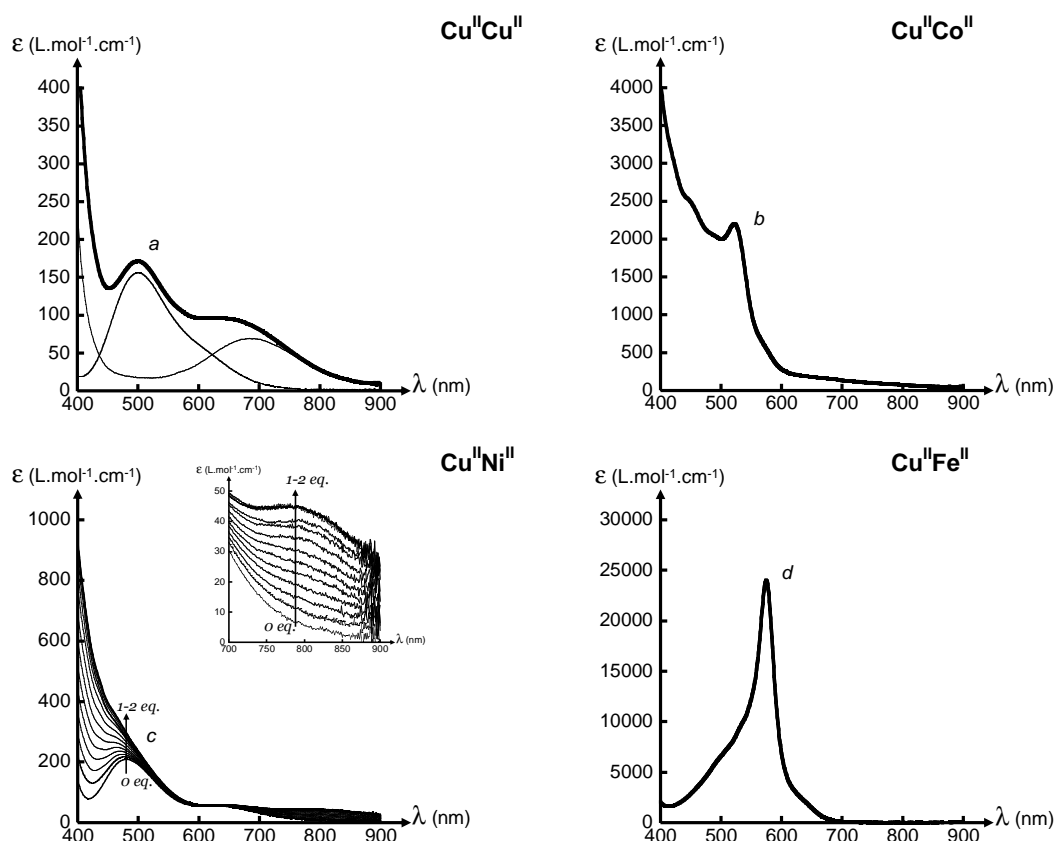 Cu^II Cu^II
ε (L.mol⁻¹.cm⁻¹)
400
350
300
250
200
150
100
50
0
a
400 500 600 700 800 900
λ (nm)
Cu^II Co^II
ε (L.mol⁻¹.cm⁻¹)
4000
3500
3000
2500
2000
1500
1000
500
0
b
400 500 600 700 800 900
λ (nm)
Cu^II Ni^II
ε (L.mol⁻¹.cm⁻¹)
1000
800
600
400
200
0
1-2 eq.
c
0 eq.
400 500 600 700 800 900
λ (nm)
ε (L.mol⁻¹.cm⁻¹)
50
40
30
20
10
0
1-2 eq.
0 eq.
700 750 800 850 900
λ (nm)
Cu^II Fe^II
ε (L.mol⁻¹.cm⁻¹)
30000
25000
20000
15000
10000
5000
0
d
400 500 600 700 800 900
λ (nm)